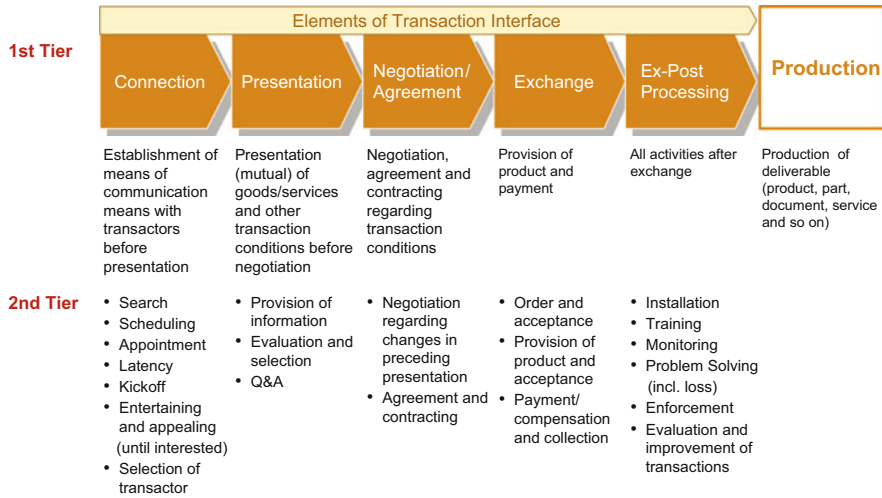 Elements of Transaction Interface
1st Tier
Connection
Presentation
Negotiation/
Agreement
Exchange
Ex-Post
Processing
Production
Establishment of
means of
communication
means with
transactors
before
presentation
Presentation
(mutual) of
goods/services
and other
transaction
conditions before
negotiation
Negotiation,
agreement and
contracting
regarding
transaction
conditions
Provision of
product and
payment
All activities after
exchange
Production of
deliverable
(product, part,
document, service
and so on)
2nd Tier
• Search
• Scheduling
• Appointment
• Latency
• Kickoff
• Entertaining
and appealing
(until interested)
• Selection of
transactor
• Provision of
information
• Evaluation and
selection
• Q&A
• Negotiation
regarding
changes in
preceding
presentation
• Agreement and
contracting
• Order and
acceptance
• Provision of
product and
acceptance
• Payment/
compensation
and collection
• Installation
• Training
• Monitoring
• Problem Solving
(incl. loss)
• Enforcement
• Evaluation and
improvement of
transactions